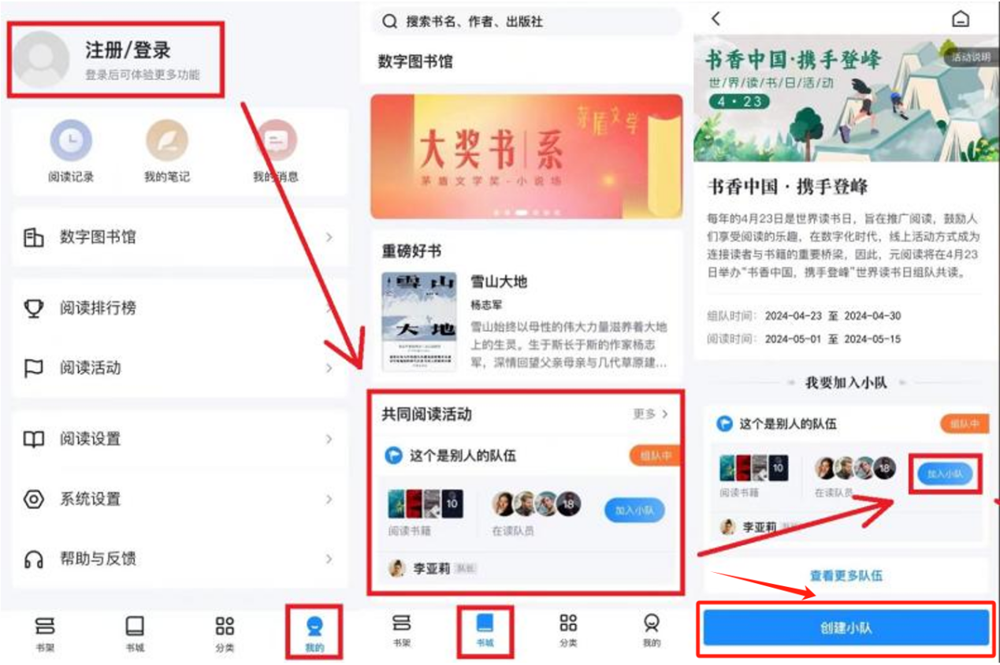 注册/登录
登录后可体验更多功能
阅读记录
我的笔记
我的消息
数字图书馆
阅读排行榜
阅读活动
阅读设置
系统设置
帮助与反馈
书架
书城
分类
我的
搜索书名、作者、出版社
数字图书馆
茅盾文学
大奖书系
茅盾文学奖-小说场
重磅好书
雪山
大地
雪山大地
杨志军
雪山始终以母性的伟大力量滋养着大地
上的生灵。生于斯长于斯的作家杨志
军，深情回望父亲母亲与几代草原建...
共同阅读活动
更多
这个是别人的队伍
组队中
10
18
加入小队
阅读书籍
在读队员
李亚莉
队长
书架
书城
分类
我的
书香中国·携手登峰
活动说明
世/界/读/书/日/活/动
4·23
书香中国·携手登峰
每年的4月23日是世界读书日，旨在推广阅读，鼓励人
们享受阅读的乐趣，在数字化时代，线上活动方式成为
连接读者与书籍的重要桥梁，因此，元阅读将在4月23
日举办"书香中国，携手登峰"世界读书日组队共读。
组队时间： 2024-04-23 至 2024-04-30
阅读时间： 2024-05-01 至 2024-05-15
我要加入小队
这个是别人的队伍
组队中
10
18
加入小队
阅读书籍
在读队员
李亚莉
查看更多队伍
创建小队